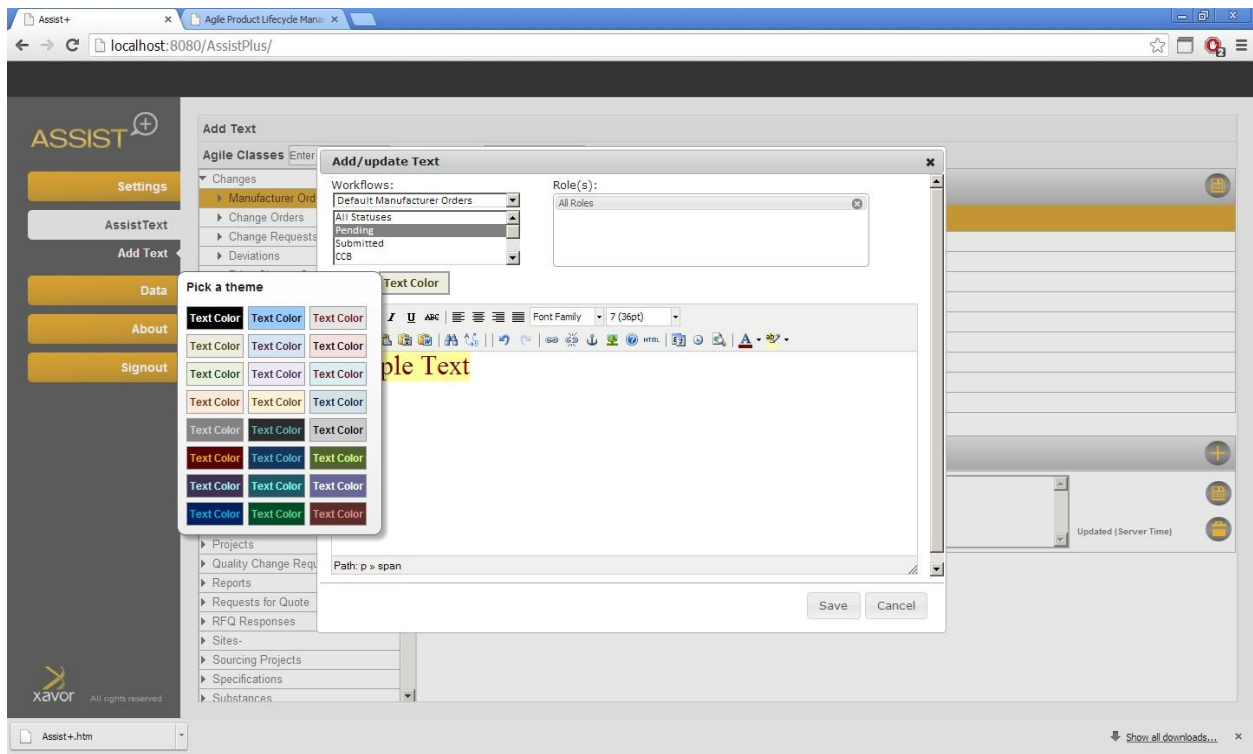 Assist+
Agile Product Lifecycle Mana
localhost:8080/AssistPlus/
2
ASSIST
Settings
AssistText
Add Text
Data
About
Signout
xavor All rights reserved
Add Text
Agile Classes Enter
Changes
Manufacturer Ord
Change Orders
Change Requests
Deviations
Projects
Quality Change Requ
Reports
Requests for Quote
RFQ Responses
Sites-
Sourcing Projects
Specifications
Substances
Add/update Text
Workflows: Role(s):
Default Manufacturer Orders All Roles
All Statuses
Pending
Submitted
CCB
Text Color
I U ABC Font Family 7 (36pt)
HTML A
ple Text
Path: p » span
Save Cancel
Pick a theme
Text Color Text Color Text Color
Text Color Text Color Text Color
Text Color Text Color Text Color
Text Color Text Color Text Color
Text Color Text Color Text Color
Text Color Text Color Text Color
Text Color Text Color Text Color
Text Color Text Color Text Color
Updated (Server Time)
Assist+.htm Show all downloads...